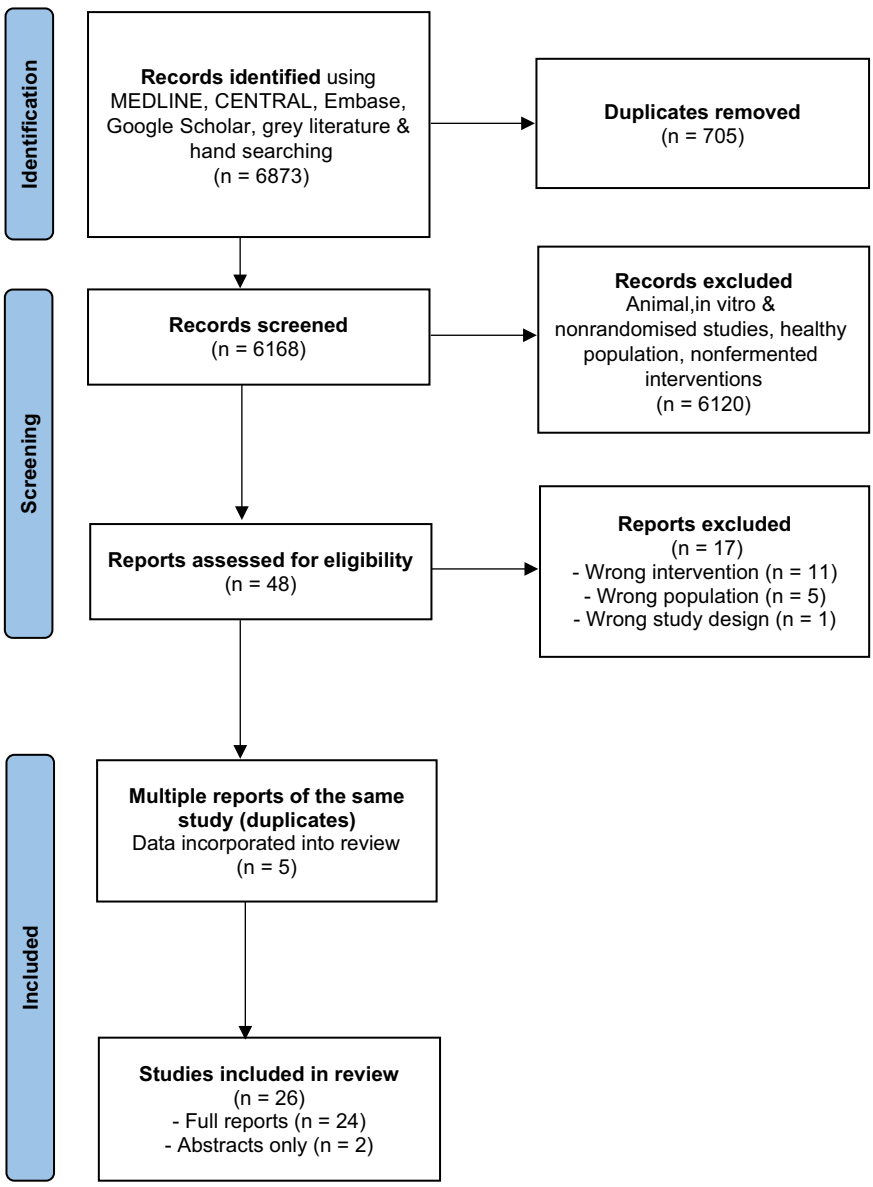 Identification
Records identified using
MEDLINE, CENTRAL, Embase,
Google Scholar, grey literature &
hand searching
(n = 6873)
Duplicates removed
(n = 705)
Screening
Records screened
(n = 6168)
Records excluded
Animal,in vitro &
nonrandomised studies, healthy
population, nonfermented
interventions
(n = 6120)
Reports assessed for eligibility
(n = 48)
Reports excluded
(n = 17)
- Wrong intervention (n = 11)
- Wrong population (n = 5)
- Wrong study design (n = 1)
Included
Multiple reports of the same
study (duplicates)
Data incorporated into review
(n = 5)
Studies included in review
(n = 26)
- Full reports (n = 24)
- Abstracts only (n = 2)